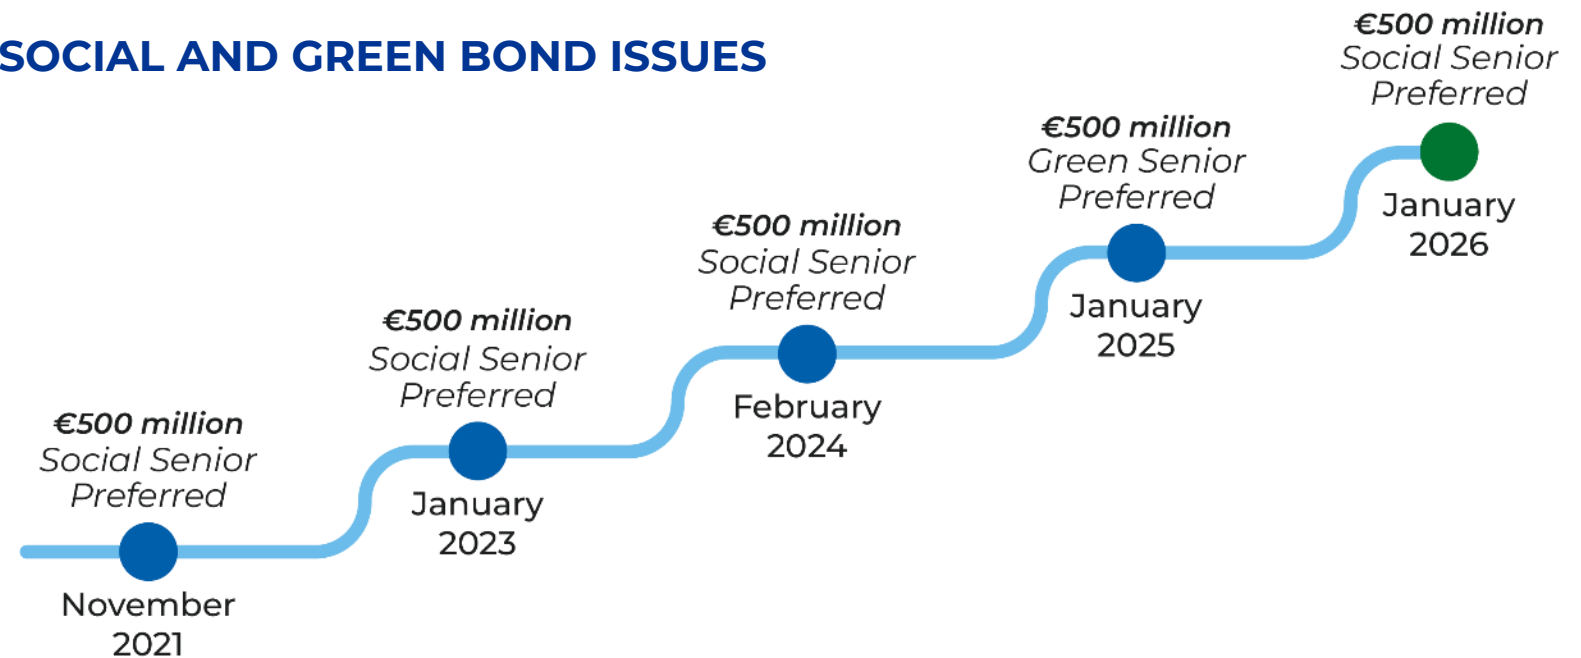 SOCIAL AND GREEN BOND ISSUES
€500 million
Social Senior
Preferred
November
2021
€500 million
Social Senior
Preferred
January
2023
€500 million
Social Senior
Preferred
February
2024
€500 million
Green Senior
Preferred
January
2025
€500 million
Social Senior
Preferred
January
2026